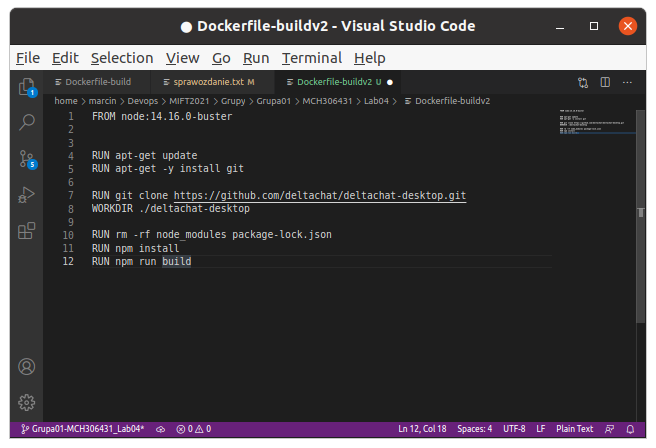 ● Dockerfile-buildv2 - Visual Studio Code
File Edit Selection View Go Run Terminal Help
Dockerfile-build sprawozdanie.txt M Dockerfile-buildv2 U ●
home > marcin > Devops > MIFT2021 > Grupy > Grupa01 > MCH306431 > Lab04 > Dockerfile-buildv2
1 FROM node:14.16.0-buster
2
3
4 RUN apt-get update
5 RUN apt-get -y install git
6
7 RUN git clone https://github.com/deltachat/deltachat-desktop.git
8 WORKDIR ./deltachat-desktop
9
10 RUN rm -rf node_modules package-lock.json
11 RUN npm install
12 RUN npm run build
1
5
Grupa01-MCH306431_Lab04* 0 0 Ln 12, Col 18 Spaces: 4 UTF-8 LF Plain Text